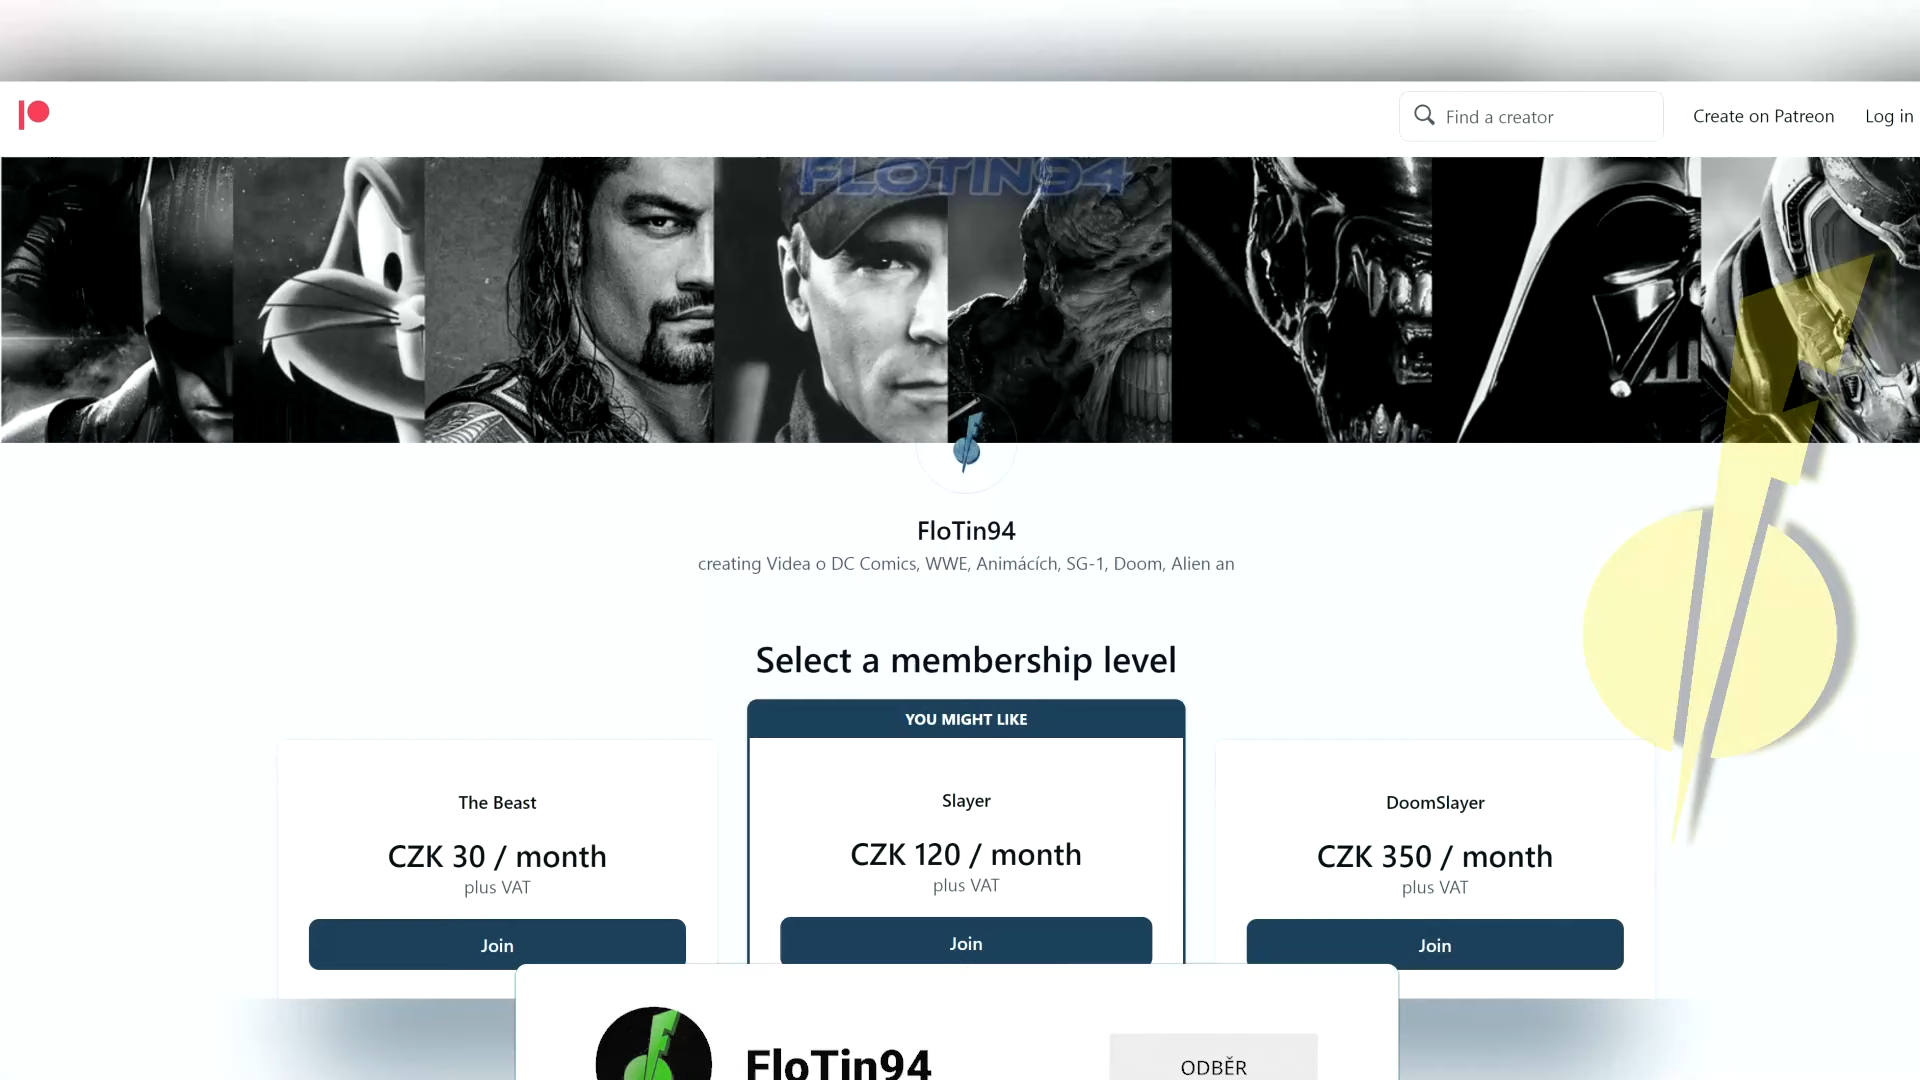 Find a creator
Create on Patreon
Log in
FLOTIN94
FloTin94
creating Videa o DC Comics, WWE, Animácích, SG-1, Doom, Alien an
Select a membership level
YOU MIGHT LIKE
The Beast
CZK 30 / month
plus VAT
Join
Slayer
CZK 120 / month
plus VAT
Join
DoomSlayer
CZK 350 / month
plus VAT
Join
FloTin94
ODBĚR